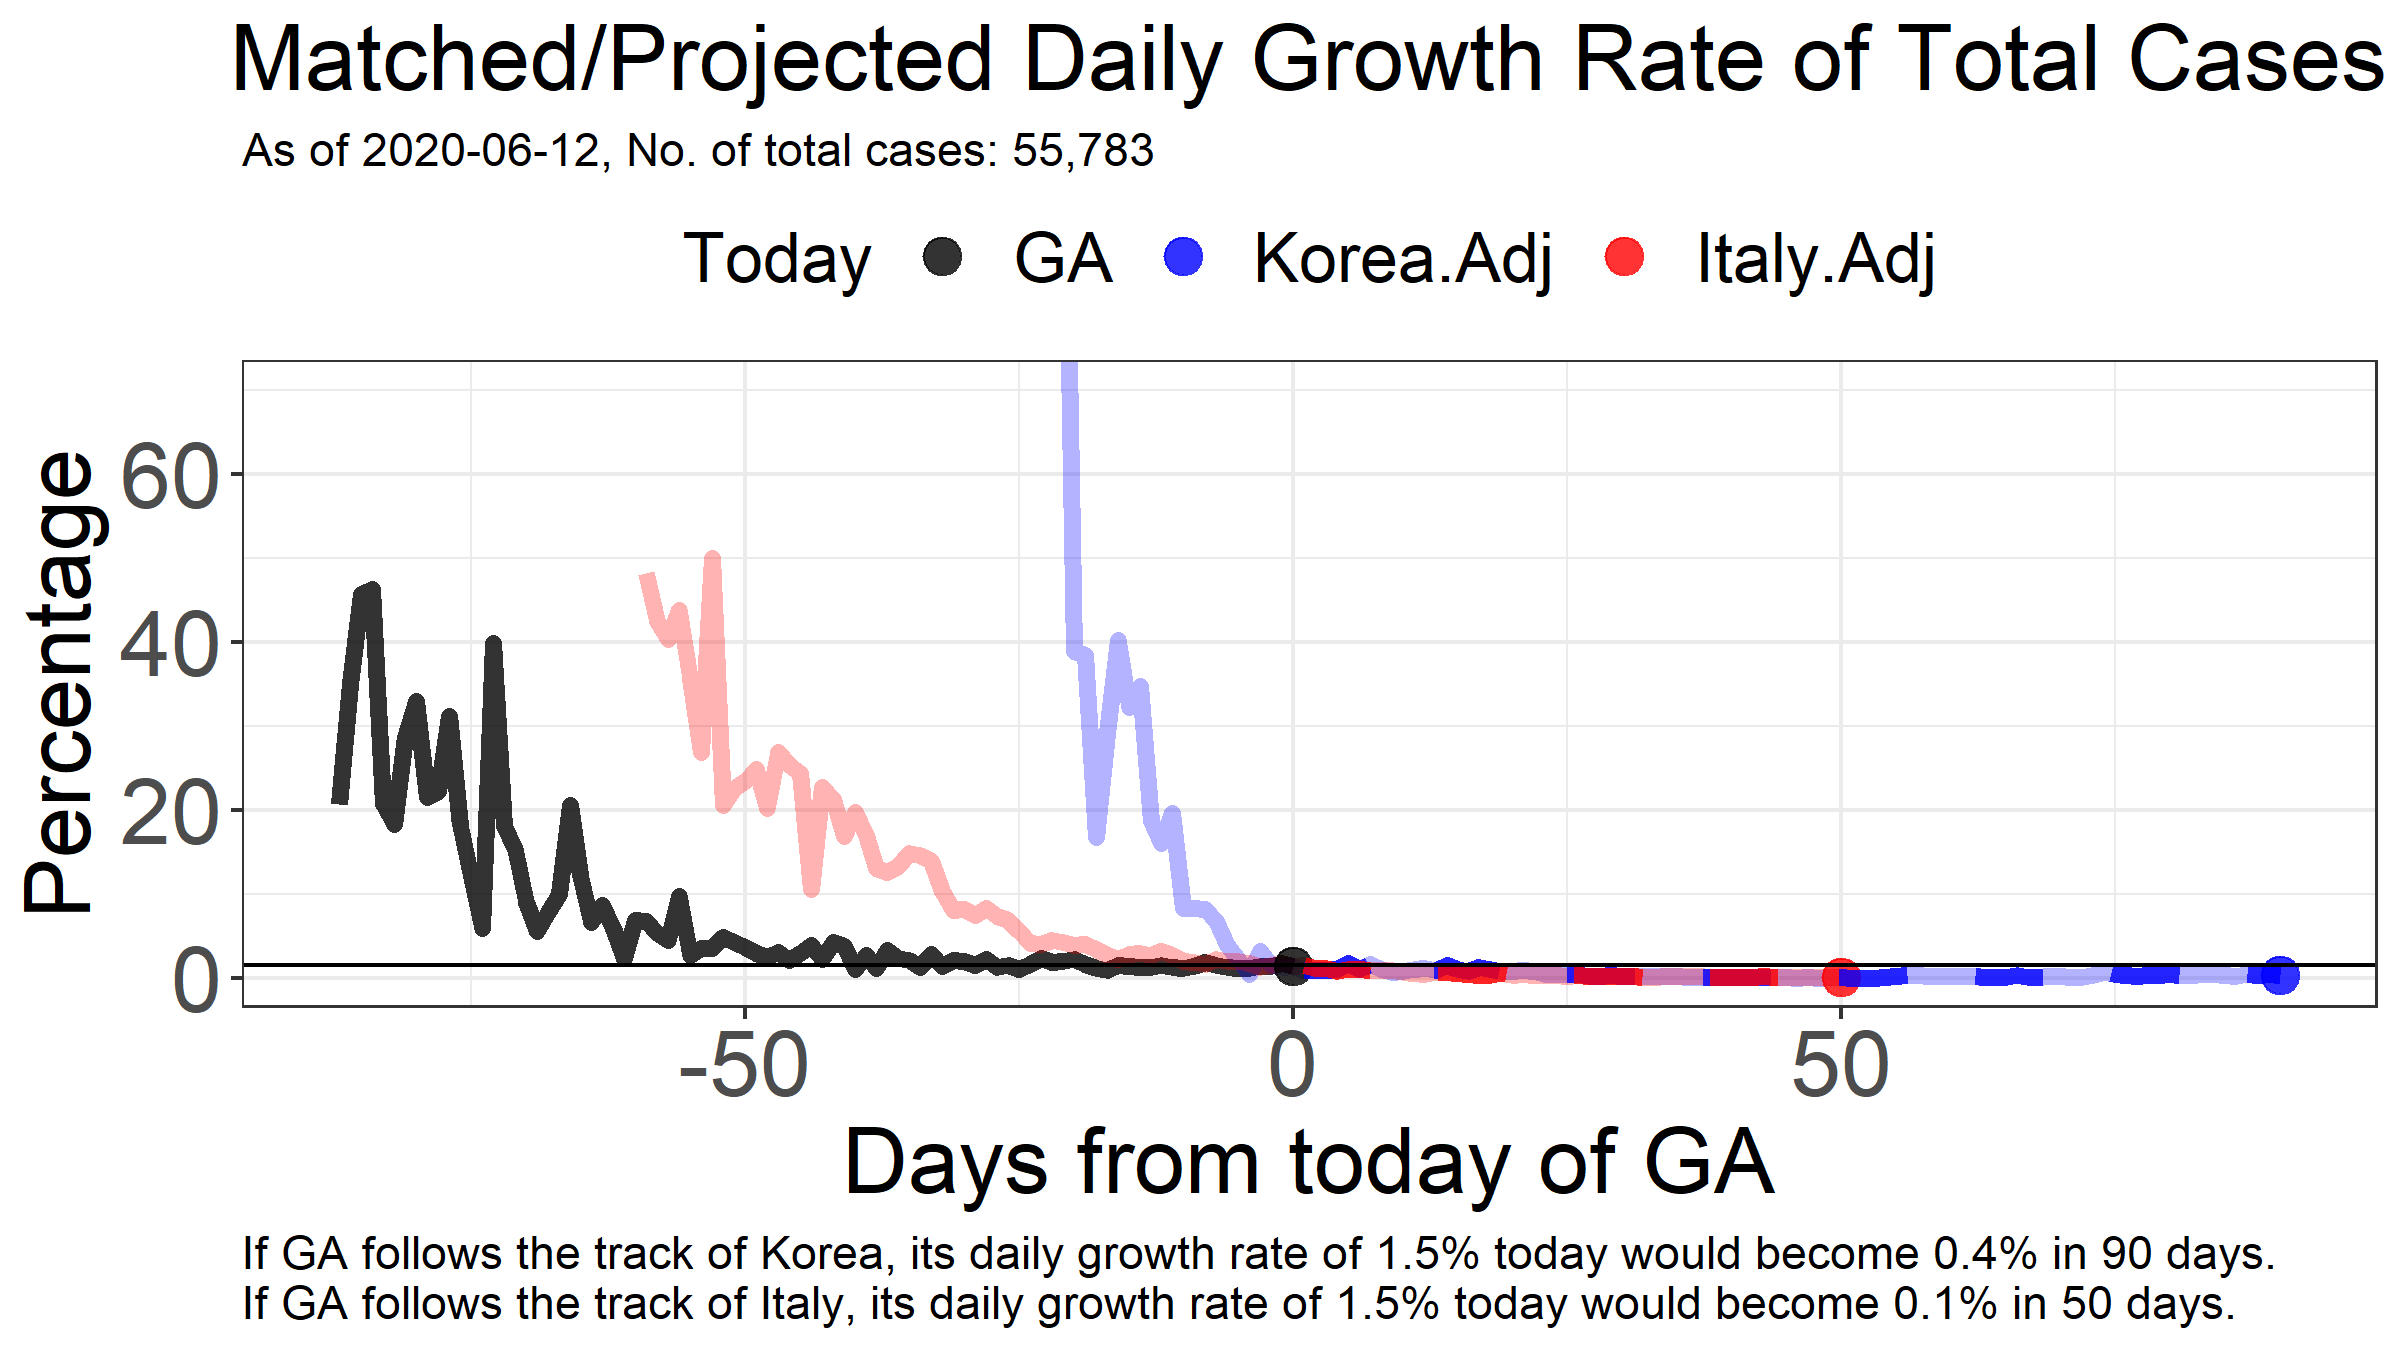 Matched/Projected Daily Growth Rate of Total Cases
As of 2020-06-12, No. of total cases: 55,783
Today GA Korea.Adj Italy.Adj
Percentage
60
40
20
0
-50 0 50
Days from today of GA
If GA follows the track of Korea, its daily growth rate of 1.5% today would become 0.4% in 90 days.
If GA follows the track of Italy, its daily growth rate of 1.5% today would become 0.1% in 50 days.